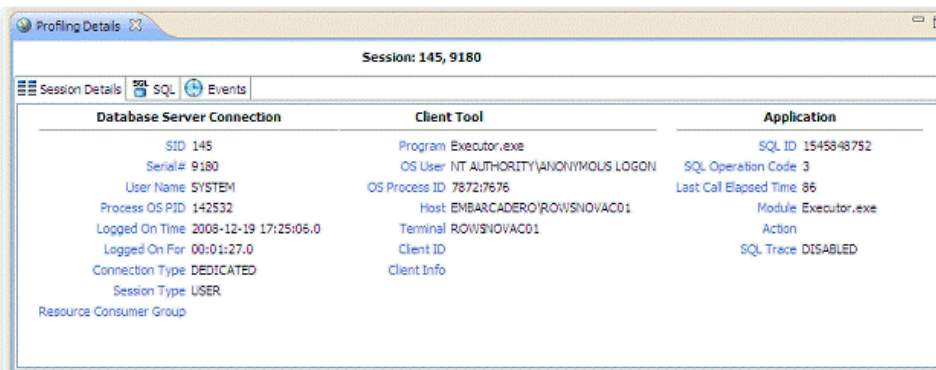 Profiling Details
Session: 145, 9180
Session Details SQL SQL Events
Database Server Connection
SID 145
Serial# 9180
User Name SYSTEM
Process OS PID 142532
Logged On Time 2008-12-19 17:25:06.0
Logged On For 00:01:27.0
Connection Type DEDICATED
Session Type USER
Resource Consumer Group
Client Tool
Program Executor.exe
OS User NT AUTHORITY\ANONYMOUS LOGON
OS Process ID 7872:7676
Host EMBARCADERO\ROWSNOVAC01
Terminal ROWSNOVAC01
Client ID
Client Info
Application
SQL ID 1545848752
SQL Operation Code 3
Last Call Elapsed Time 86
Module Executor.exe
Action
SQL Trace DISABLED